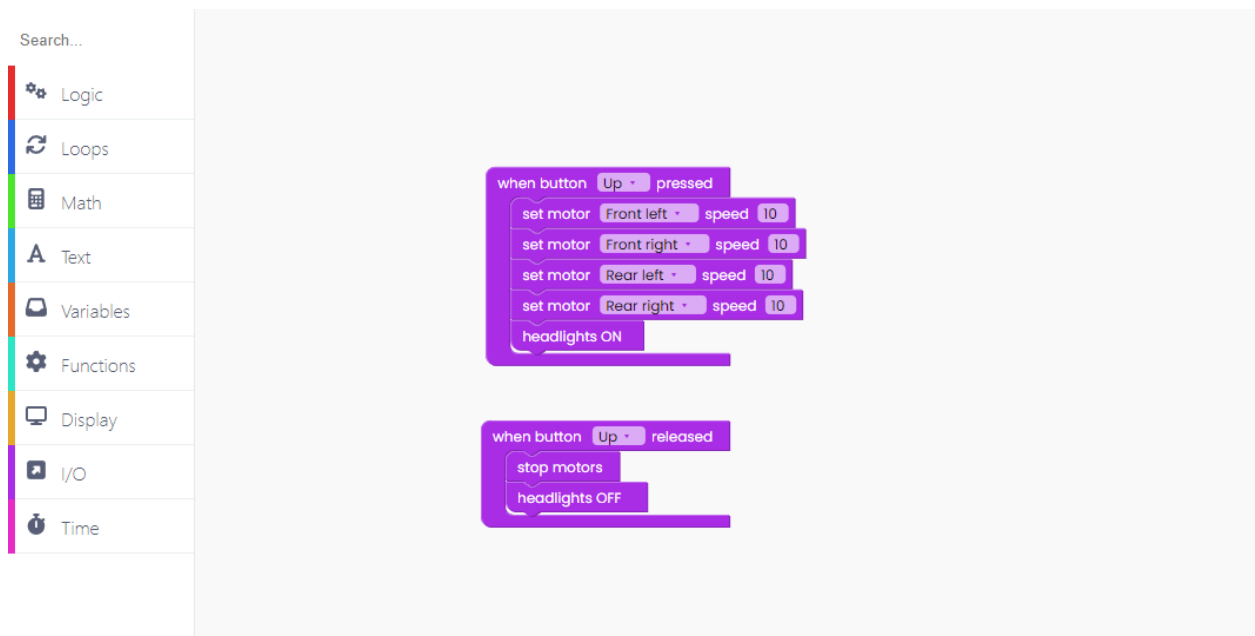 Search...
Logic
Loops
Math
Text
Variables
Functions
Display
I/O
Time
when button Up pressed
set motor Front left speed 10
set motor Front right speed 10
set motor Rear left speed 10
set motor Rear right speed 10
headlights ON
when button Up released
stop motors
headlights OFF